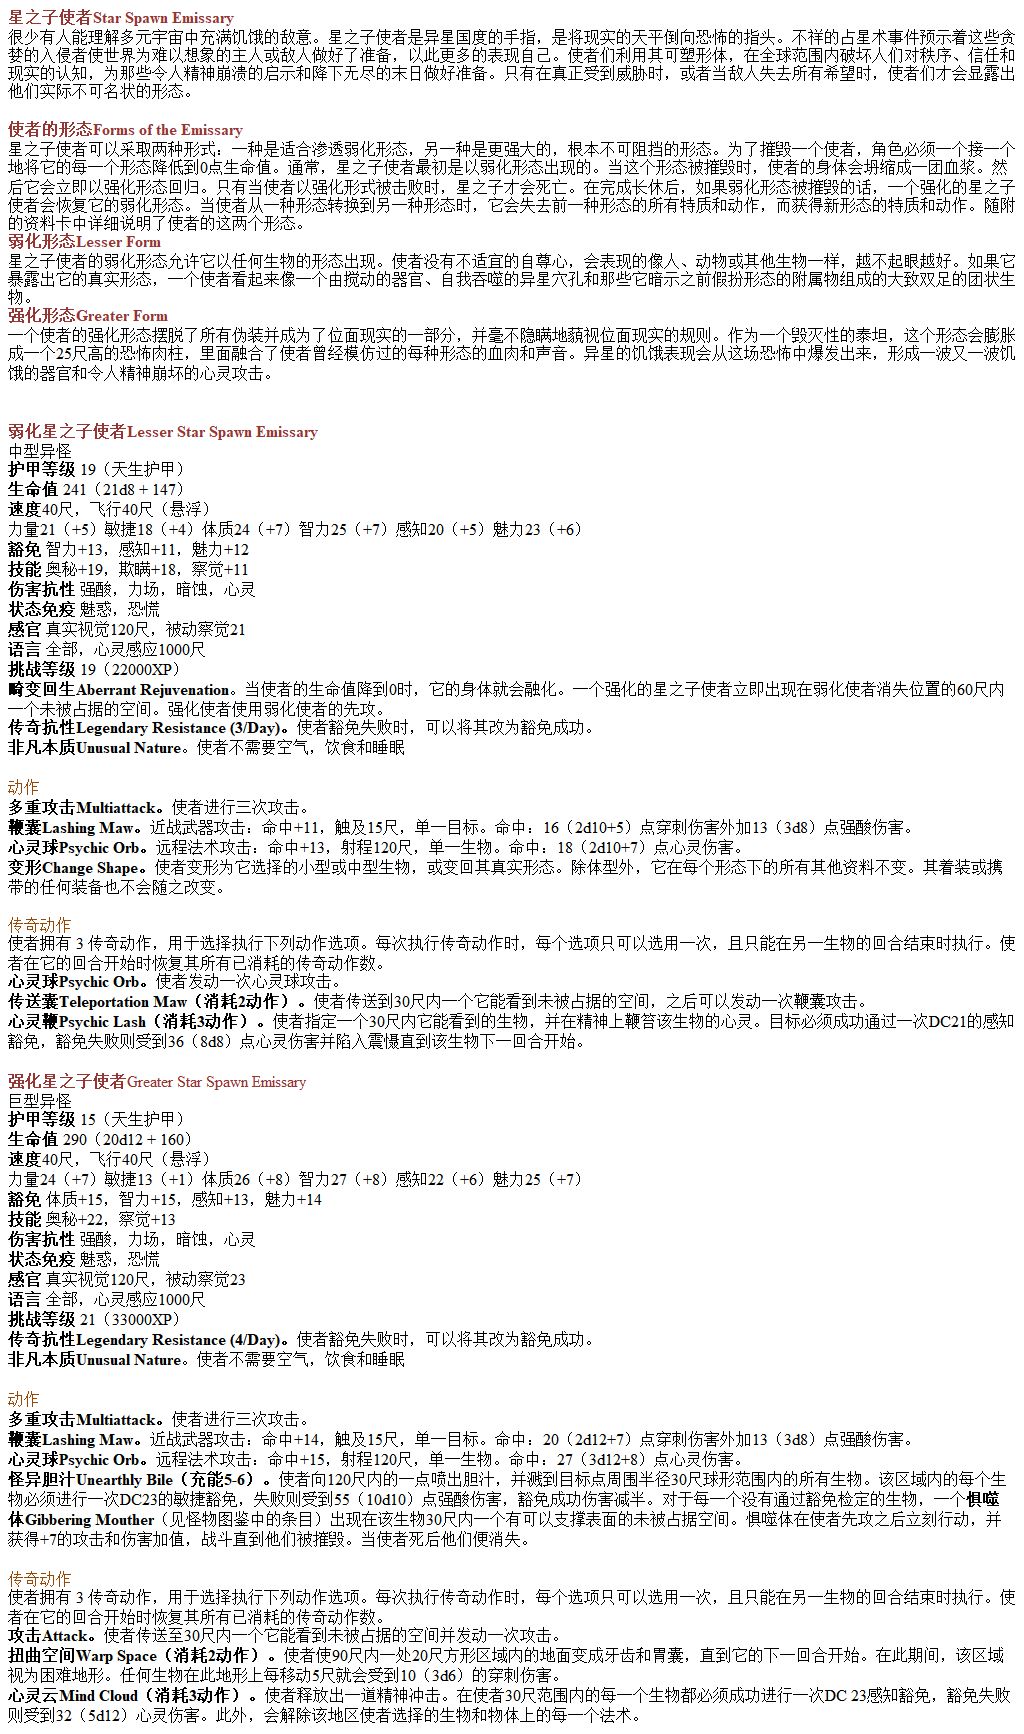 星之子使者Star Spawn Emissary
很少有人能理解多元宇宙中充满饥饿的敌意。星之子使者是异星国度的手指，是将现实的天平倒向恐怖的指头。不祥的占星术事件预示着这些贪
婪的入侵者使世界为难以想象的主人或敌人做好了准备，以此更多的表现自己。使者们利用其可塑形体，在全球范围内破坏人们对秩序、信任和
现实的认知，为那些令人精神崩溃的启示和降下无尽的末日做好准备。只有在真正受到威胁时，或者当敌人失去所有希望时，使者们才会显露出
他们实际不可名状的形态。
使者的形态Forms of the Emissary
星之子使者可以采取两种形式：一种是适合渗透弱化形态，另一种是更强大的，根本不可阻挡的形态。为了摧毁一个使者，角色必须一个接一个
地将它的每一个形态降低到0点生命值。通常，星之子使者最初是以弱化形态出现的。当这个形态被摧毁时，使者的身体会坍缩成一团血浆。然
后它会立即以强化形态回归。只有当使者以强化形式被击败时，星之子才会死亡。在完成长休后，如果弱化形态被摧毁的话，一个强化的星之子
使者会恢复它的弱化形态。当使者从一种形态转换到另一种形态时，它会失去前一种形态的所有特质和动作，而获得新形态的特质和动作。随附
的资料卡中详细说明了使者的这两个形态。
弱化形态Lesser Form
星之子使者的弱化形态允许它以任何生物的形态出现。使者没有不适宜的自尊心，会表现的像人、动物或其他生物一样，越不起眼越好。如果它
暴露出它的真实形态，一个使者看起来像一个由搅动的器官、自我吞噬的异星穴孔和那些它暗示之前假扮形态的附属物组成的大致双足的团状生
物。
强化形态Greater Form
一个使者的强化形态摆脱了所有伪装并成为了位面现实的一部分，并毫不隐瞒地藐视位面现实的规则。作为一个毁灭性的泰坦，这个形态会膨胀
成一个25尺高的恐怖肉柱，里面融合了使者曾经模仿过的每种形态的血肉和声音。异星的饥饿表现会从这场恐怖中爆发出来，形成一波又一波饥
饿的器官和令人精神崩坏的心灵攻击。
弱化星之子使者Lesser Star Spawn Emissary
中型异怪
护甲等级 19（天生护甲）
生命值 241（21d8 + 147）
速度40尺，飞行40尺（悬浮）
力量21（+5）敏捷18（+4）体质24（+7）智力25（+7）感知20（+5）魅力23（+6）
豁免 智力+13，感知+11，魅力+12
技能 奥秘+19，欺瞒+18，察觉+11
伤害抗性 强酸，力场，暗蚀，心灵
状态免疫 魅惑，恐慌
感官 真实视觉120尺，被动察觉21
语言 全部，心灵感应1000尺
挑战等级 19（22000XP）
畸变回生Aberrant Rejuvenation。当使者的生命值降到0时，它的身体就会融化。一个强化的星之子使者立即出现在弱化使者消失位置的60尺内
一个未被占据的空间。强化使者使用弱化使者的先攻。
传奇抗性Legendary Resistance (3/Day)。使者豁免失败时，可以将其改为豁免成功。
非凡本质Unusual Nature。使者不需要空气，饮食和睡眠
动作
多重攻击Multiattack。使者进行三次攻击。
鞭囊Lashing Maw。近战武器攻击：命中+11，触及15尺，单一目标。命中：16（2d10+5）点穿刺伤害外加13（3d8）点强酸伤害。
心灵球Psychic Orb。远程法术攻击：命中+13，射程120尺，单一生物。命中：18（2d10+7）点心灵伤害。
变形Change Shape。使者变形为它选择的小型或中型生物，或变回其真实形态。除体型外，它在每个形态下的所有其他资料不变。其着装或携
带的任何装备也不会随之改变。
传奇动作
使者拥有 3 传奇动作，用于选择执行下列动作选项。每次执行传奇动作时，每个选项只可以选用一次，且只能在另一生物的回合结束时执行。使
者在它的回合开始时恢复其所有已消耗的传奇动作数。
心灵球Psychic Orb。使者发动一次心灵球攻击。
传送囊Teleportation Maw（消耗2动作）。使者传送到30尺内一个它能看到未被占据的空间，之后可以发动一次鞭囊攻击。
心灵鞭Psychic Lash（消耗3动作）。使者指定一个30尺内它能看到的生物，并在精神上鞭笞该生物的心灵。目标必须成功通过一次DC21的感知
豁免，豁免失败则受到36（8d8）点心灵伤害并陷入震慑直到该生物下一回合开始。
强化星之子使者Greater Star Spawn Emissary
巨型异怪
护甲等级 15（天生护甲）
生命值 290（20d12 + 160）
速度40尺，飞行40尺（悬浮）
力量24（+7）敏捷13（+1）体质26（+8）智力27（+8）感知22（+6）魅力25（+7）
豁免 体质+15，智力+15，感知+13，魅力+14
技能 奥秘+22，察觉+13
伤害抗性 强酸，力场，暗蚀，心灵
状态免疫 魅惑，恐慌
感官 真实视觉120尺，被动察觉23
语言 全部，心灵感应1000尺
挑战等级 21（33000XP）
传奇抗性Legendary Resistance (4/Day)。使者豁免失败时，可以将其改为豁免成功。
非凡本质Unusual Nature。使者不需要空气，饮食和睡眠
动作
多重攻击Multiattack。使者进行三次攻击。
鞭囊Lashing Maw。近战武器攻击：命中+14，触及15尺，单一目标。命中：20（2d12+7）点穿刺伤害外加13（3d8）点强酸伤害。
心灵球Psychic Orb。远程法术攻击：命中+15，射程120尺，单一生物。命中：27（3d12+8）点心灵伤害。
怪异胆汁Unearthly Bile（充能5-6）。使者向120尺内的一点喷出胆汁，并溅到目标点周围半径30尺球形范围内的所有生物。该区域内的每个生
物必须进行一次DC23的敏捷豁免，失败则受到55（10d10）点强酸伤害，豁免成功伤害减半。对于每一个没有通过豁免检定的生物，一个惧噬
体Gibbering Mouther（见怪物图鉴中的条目）出现在该生物30尺内一个有可以支撑表面的未被占据空间。惧噬体在使者先攻之后立刻行动，并
获得+7的攻击和伤害加值，战斗直到他们被摧毁。当使者死后他们便消失。
传奇动作
使者拥有 3 传奇动作，用于选择执行下列动作选项。每次执行传奇动作时，每个选项只可以选用一次，且只能在另一生物的回合结束时执行。使
者在它的回合开始时恢复其所有已消耗的传奇动作数。
攻击Attack。使者传送至30尺内一个它能看到未被占据的空间并发动一次攻击。
扭曲空间Warp Space（消耗2动作）。使者使90尺内一处20尺方形区域内的地面变成牙齿和胃囊，直到它的下一回合开始。在此期间，该区域
视为困难地形。任何生物在此地形上每移动5尺就会受到10（3d6）的穿刺伤害。
心灵云Mind Cloud（消耗3动作）。使者释放出一道精神冲击。在使者30尺范围内的每一个生物都必须成功进行一次DC 23感知豁免，豁免失败
则受到32（5d12）心灵伤害。此外，会解除该地区使者选择的生物和物体上的每一个法术。